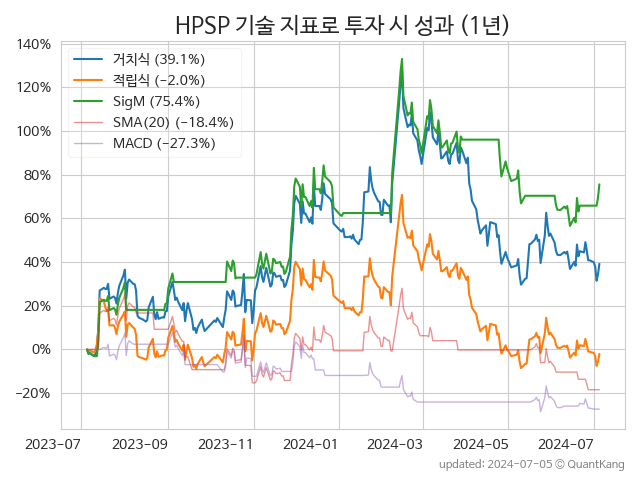 HPSP 기술 지표로 투자 시 성과 (1년)
140%
120%
100%
80%
60%
40%
20%
0%
−20%
거치식 (39.1%)
적립식 (−2.0%)
SigM (75.4%)
SMA(20) (−18.4%)
MACD (−27.3%)
2023-07 2023-09 2023-11 2024-01 2024-03 2024-05 2024-07
updated: 2024-07-05 © QuantKang